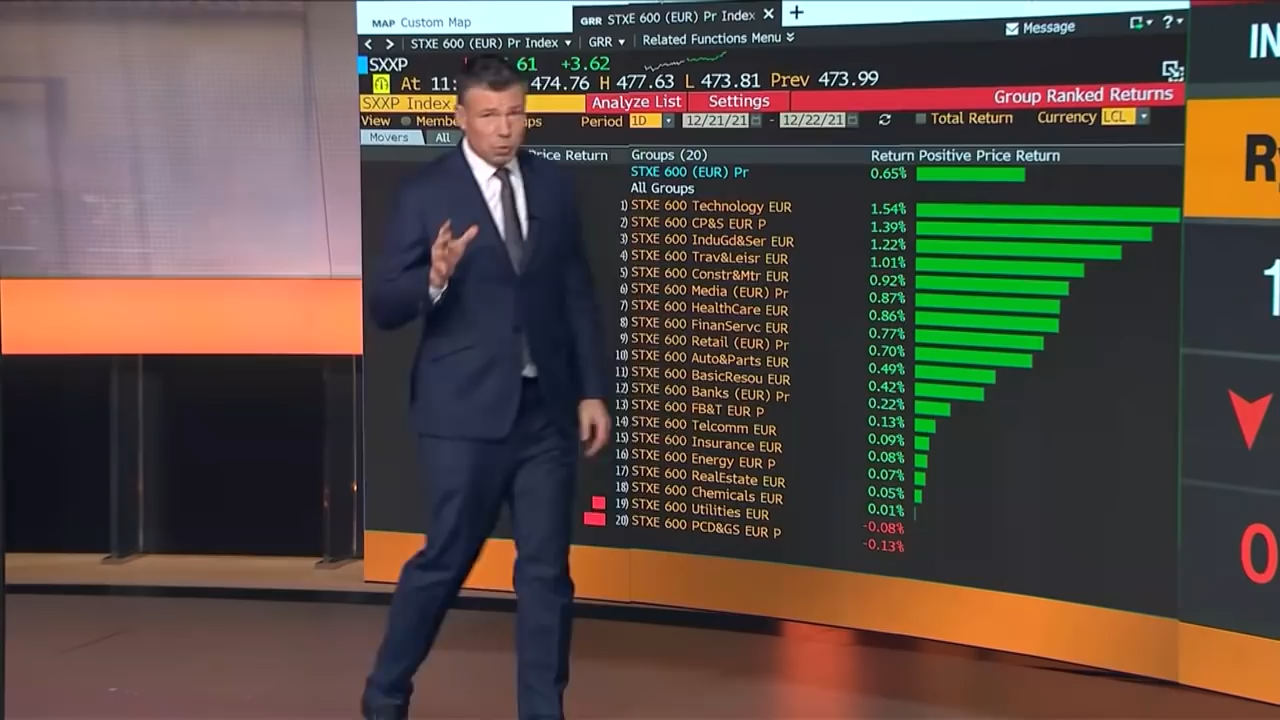 MAP Custom Map
GRR STXE 600 (EUR) Pr Index × +
< > STXE 600 (EUR) Pr Index ▾ GRR ▾ Related Functions Menu Message ?
SXXP 61 +3.62
At 11: 474.76 H 477.63 L 473.81 Prev 473.99
SXXP Index Analyze List Settings Group Ranked Returns
View Period 1D 12/21/21 - 12/22/21 Total Return Currency LCL
Movers All
Price Return Groups (20) Return Positive Price Return
STXE 600 (EUR) Pr 0.65%
All Groups
1) STXE 600 Technology EUR 1.54%
2) STXE 600 CP&S EUR P 1.39%
3) STXE 600 InduGd&Ser EUR 1.22%
4) STXE 600 Trav&Leisr EUR 1.01%
5) STXE 600 Constr&Mtr EUR 0.92%
6) STXE 600 Media (EUR) Pr 0.87%
7) STXE 600 HealthCare EUR 0.86%
8) STXE 600 FinanServc EUR 0.77%
9) STXE 600 Retail (EUR) Pr 0.70%
10) STXE 600 Auto&Parts EUR 0.49%
11) STXE 600 BasicResou EUR 0.42%
12) STXE 600 Banks (EUR) Pr 0.22%
13) STXE 600 FB&T EUR P 0.13%
14) STXE 600 Telcomm EUR 0.09%
15) STXE 600 Insurance EUR 0.08%
16) STXE 600 Energy EUR P 0.07%
17) STXE 600 RealEstate EUR 0.05%
18) STXE 600 Chemicals EUR 0.01%
19) STXE 600 Utilities EUR -0.08%
20) STXE 600 PCD&GS EUR P -0.13%